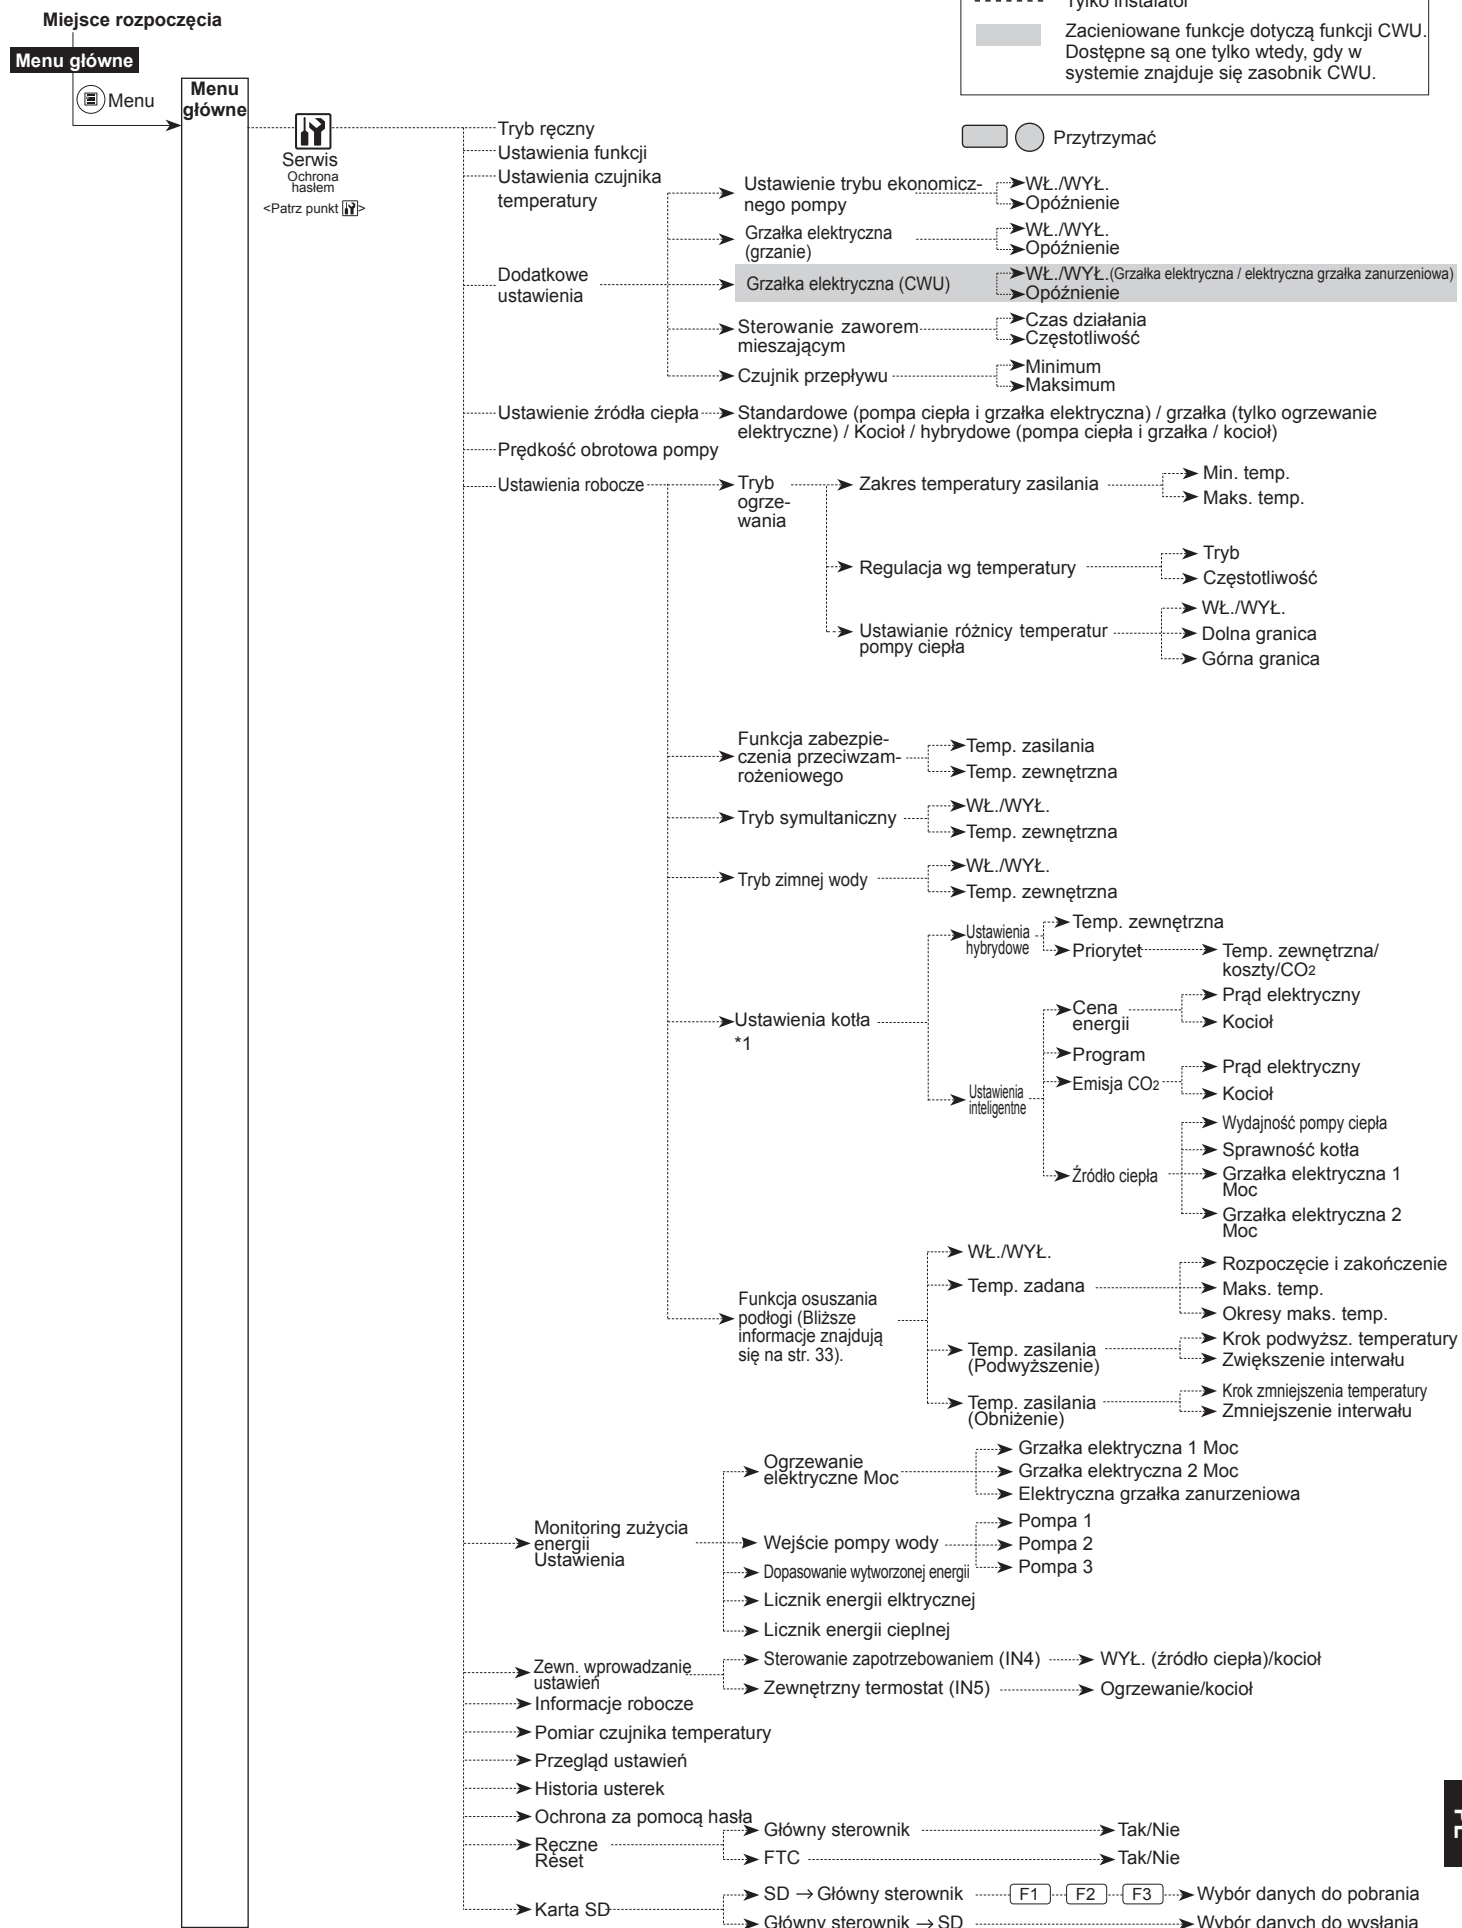 Miejsce rozpoczęcia
Menu główne
Menu
Menu
główne
Serwis
Ochrona
hasłem
<Patrz punkt >
Tylko instalator
Zacieniowane funkcje dotyczą funkcji CWU.
Dostępne są one tylko wtedy, gdy w
systemie znajduje się zasobnik CWU.
Przytrzymać
Tryb ręczny
Ustawienia funkcji
Ustawienia czujnika
temperatury
Dodatkowe
ustawienia
Ustawienie trybu ekonomicz-
nego pompy
WŁ./WYŁ.
Opóźnienie
Grzałka elektryczna
(grzanie)
WŁ./WYŁ.
Opóźnienie
Grzałka elektryczna (CWU)
WŁ./WYŁ.(Grzałka elektryczna / elektryczna grzałka zanurzeniowa)
Opóźnienie
Sterowanie zaworem
mieszającym
Czas działania
Częstotliwość
Czujnik przepływu
Minimum
Maksimum
Ustawienie źródła ciepła
Standardowe (pompa ciepła i grzałka elektryczna) / grzałka (tylko ogrzewanie
elektryczne) / Kocioł / hybrydowe (pompa ciepła i grzałka / kocioł)
Prędkość obrotowa pompy
Ustawienia robocze
Tryb
ogrze-
wania
Zakres temperatury zasilania
Min. temp.
Maks. temp.
Regulacja wg temperatury
Tryb
Częstotliwość
Ustawianie różnicy temperatur
pompy ciepła
WŁ./WYŁ.
Dolna granica
Górna granica
Funkcja zabezpie-
czenia przeciwzam-
rożeniowego
Temp. zasilania
Temp. zewnętrzna
Tryb symultaniczny
WŁ./WYŁ.
Temp. zewnętrzna
Tryb zimnej wody
WŁ./WYŁ.
Temp. zewnętrzna
Ustawienia kotła
*1
Ustawienia
hybrydowe
Temp. zewnętrzna
Priorytet
Temp. zewnętrzna/
koszty/CO2
Ustawienia
inteligentne
Cena
energii
Prąd elektryczny
Kocioł
Program
Emisja CO2
Prąd elektryczny
Kocioł
Źródło ciepła
Wydajność pompy ciepła
Sprawność kotła
Grzałka elektryczna 1
Moc
Grzałka elektryczna 2
Moc
Funkcja osuszania
podłogi (Bliższe
informacje znajdują
się na str. 33).
WŁ./WYŁ.
Temp. zadana
Rozpoczęcie i zakończenie
Maks. temp.
Okresy maks. temp.
Temp. zasilania
(Podwyższenie)
Krok podwyższ. temperatury
Zwiększenie interwału
Temp. zasilania
(Obniżenie)
Krok zmniejszenia temperatury
Zmniejszenie interwału
Monitoring zużycia
energii
Ustawienia
Ogrzewanie
elektryczne Moc
Grzałka elektryczna 1 Moc
Grzałka elektryczna 2 Moc
Elektryczna grzałka zanurzeniowa
Wejście pompy wody
Pompa 1
Pompa 2
Pompa 3
Dopasowanie wytworzonej energii
Licznik energii elktrycznej
Licznik energii cieplnej
Zewn. wprowadzanie
ustawień
Sterowanie zapotrzebowaniem (IN4)
WYŁ. (źródło ciepła)/kocioł
Zewnętrzny termostat (IN5)
Ogrzewanie/kocioł
Informacje robocze
Pomiar czujnika temperatury
Przegląd ustawień
Historia usterek
Ochrona za pomocą hasła
Ręczne
Reset
Główny sterownik
Tak/Nie
FTC
Tak/Nie
Karta SD
SD → Główny sterownik
F1 F2 F3
Wybór danych do pobrania
Główny sterownik → SD
Wybór danych do wysłania
PL